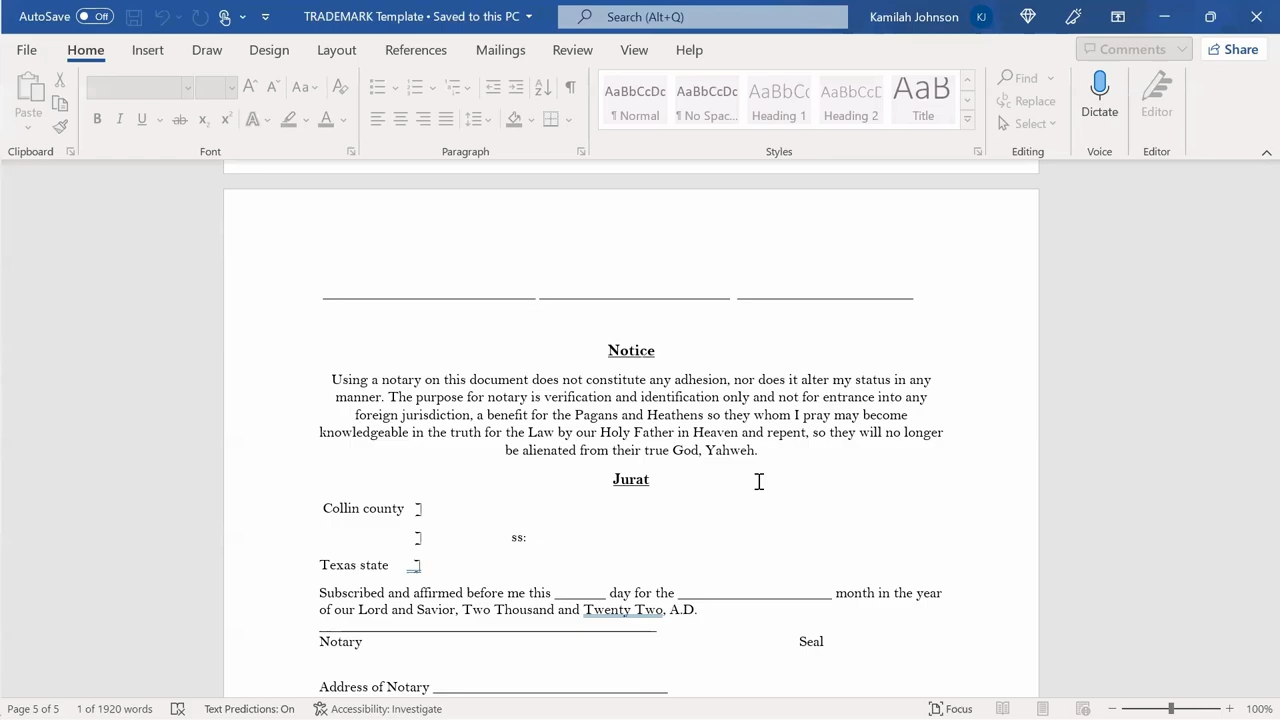 AutoSave Off TRADEMARK Template • Saved to this PC Search (Alt+Q) Kamilah Johnson KJ
File Home Insert Draw Design Layout References Mailings Review View Help Comments Share
Paste
Clipboard
Aa
B I U ab x₂ x² A A
Font
Paragraph
AaBbCcDc AaBbCcDc AaBbCc AaBbCcDc AaB
¶ Normal ¶ No Spac... Heading Heading 2 Title
Styles
Find
Replace
Select
Editing
Dictate
Voice
Editor
Editor
Notice
Using a notary on this document does not constitute any adhesion, nor does it alter my status in any
manner. The purpose for notary is verification and identification only and not for entrance into any
foreign jurisdiction, a benefit for the Pagans and Heathens so they whom I pray may become
knowledgeable in the truth for the Law by our Holy Father in Heaven and repent, so they will no longer
be alienated from their true God, Yahweh.
Jurat
Collin county ]
] ss:
Texas state ]
Subscribed and affirmed before me this _______ day for the _____________________ month in the year
of our Lord and Savior, Two Thousand and Twenty Two, A.D.
Notary Seal
Address of Notary ________________________________
Page 5 of 5 1 of 1920 words Text Predictions: On Accessibility: Investigate Focus 100%